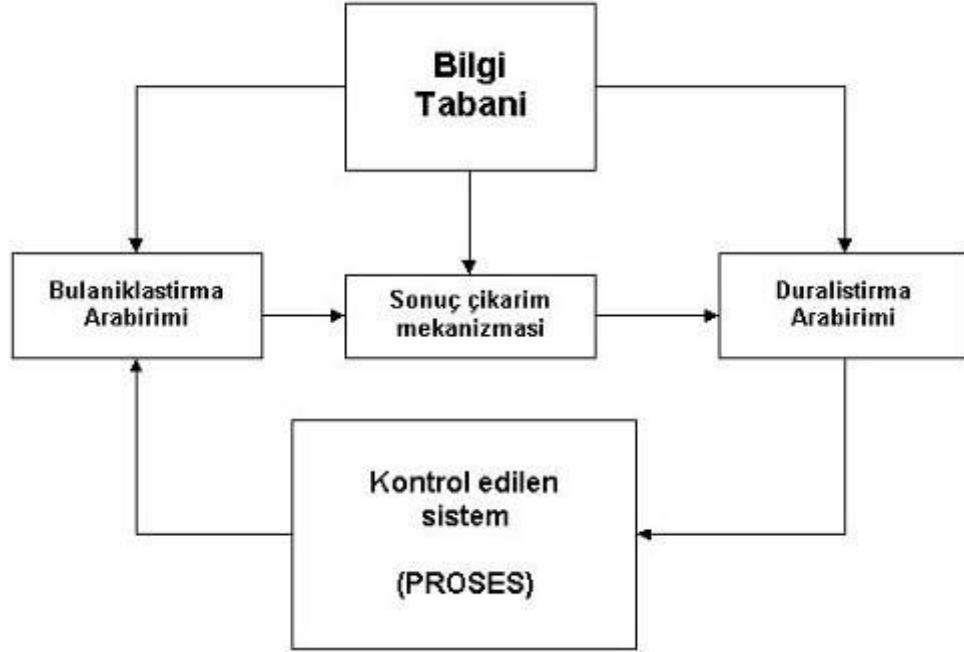 Bilgi
Tabani
Bulaniklastirma
Arabirimi
Sonuç çikarim
mekanizmasi
Duralistirma
Arabirimi
Kontrol edilen
sistem
(PROSES)